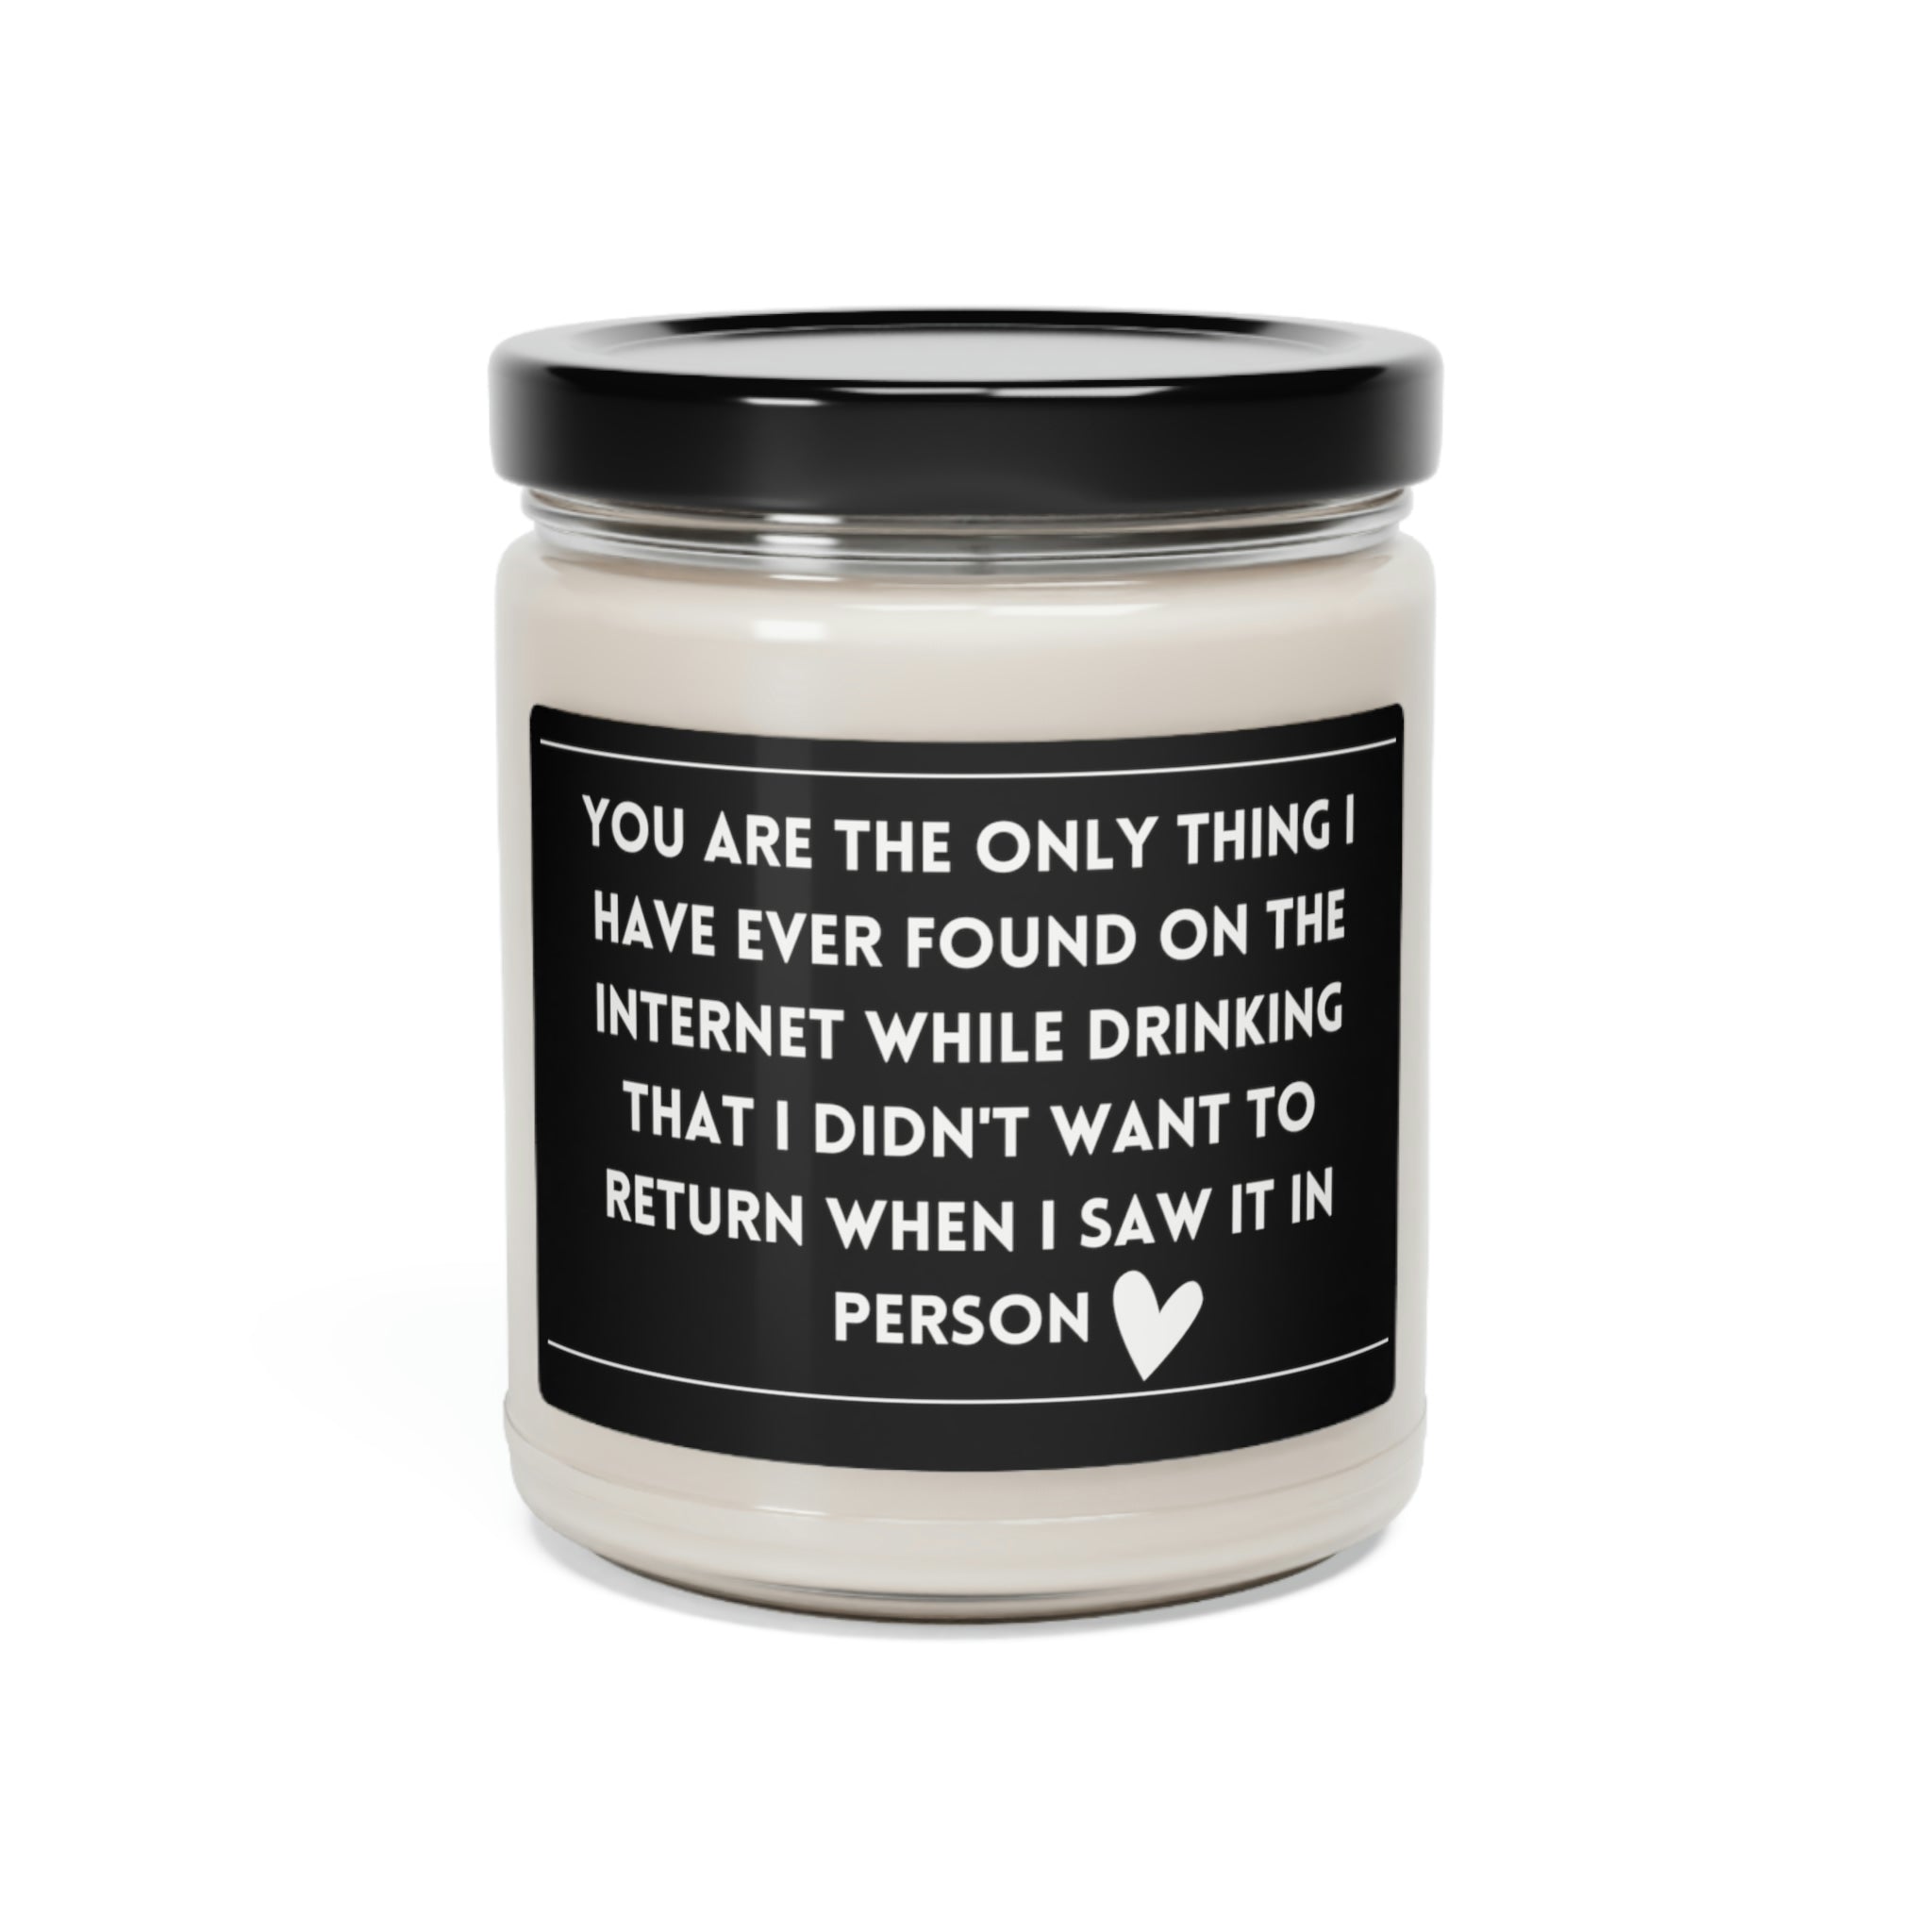 YOU ARE THE ONLY THING I
HAVE EVER FOUND ON THE
INTERNET WHILE DRINKING
THAT I DIDN'T WANT TO
RETURN WHEN I SAW IT IN
PERSON